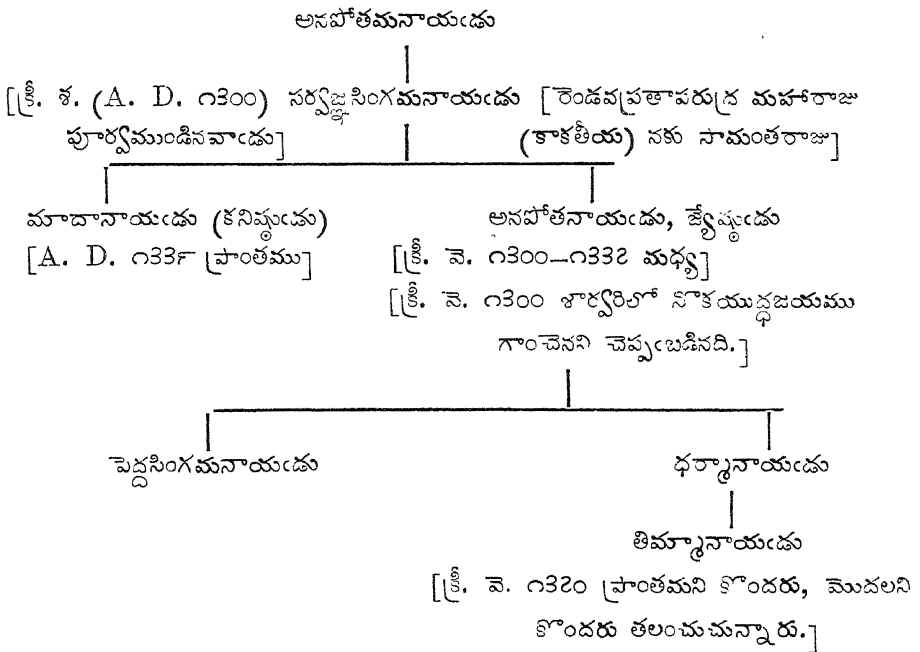 అనపోతమనాయఁడు
[క్రీ. శ. (A. D. ౧౩౦౦) సర్వజ్ఞసింగమనాయఁడు [రెండవప్రతాపరుద్ర మహారాజు
పూర్వముండినవాఁడు] (కాకతీయ) నకు సామంతరాజు]
మాదానాయఁడు (కనిష్ఠుఁడు) అనపోతనాయఁడు, జ్యేష్ఠుఁడు
[A. D. ౧౩౩౯ ప్రాంతము] [క్రీ. వె. ౧౩౦౦—౧౩౩౭ మధ్య]
[క్రీ. వె. ౧౩౦౦ శార్వరిలో నొకయుద్ధజయము
గాంచెనని చెప్పఁబడినది.]
పెద్దసింగమనాయఁడు ధర్మానాయఁడు
తిమ్మానాయఁడు
[క్రీ. వె. ౧౩౭౦ ప్రాంతమని కొందరు, మొదలని
కొందరు తలంచుచున్నారు.]